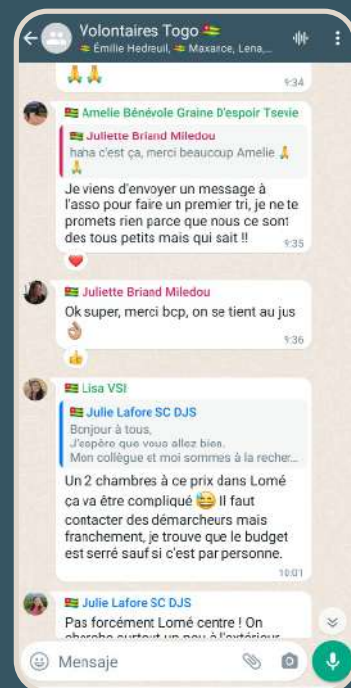 Volontaires Togo
Émilie Hedreuil, Maxance, Lena,...
9:34
Amelie Bénévole Graine D'espoir Tsevie
Juliette Briand Miledou
haha c'est ça, merci beaucoup Amelie
Je viens d'envoyer un message à
l'asso pour faire un premier tri, je ne te
promets rien parce que nous ce sont
des tous petits mais qui sait !!
9:35
Juliette Briand Miledou
Ok super, merci bcp, on se tient au jus
9:36
Lisa VSI
Julie Lafore SC DJS
Bonjour à tous,
J'espère que vous allez bien.
Mon collègue et moi sommes à la recher...
Un 2 chambres à ce prix dans Lomé
ça va être compliqué 😅 Il faut
contacter des démarcheurs mais
franchement, je trouve que le budget
est serré sauf si c'est par personne.
10:01
Julie Lafore SC DJS
Pas forcément Lomé centre ! On
cherche surtout un peu à l'extérieur
Mensaje